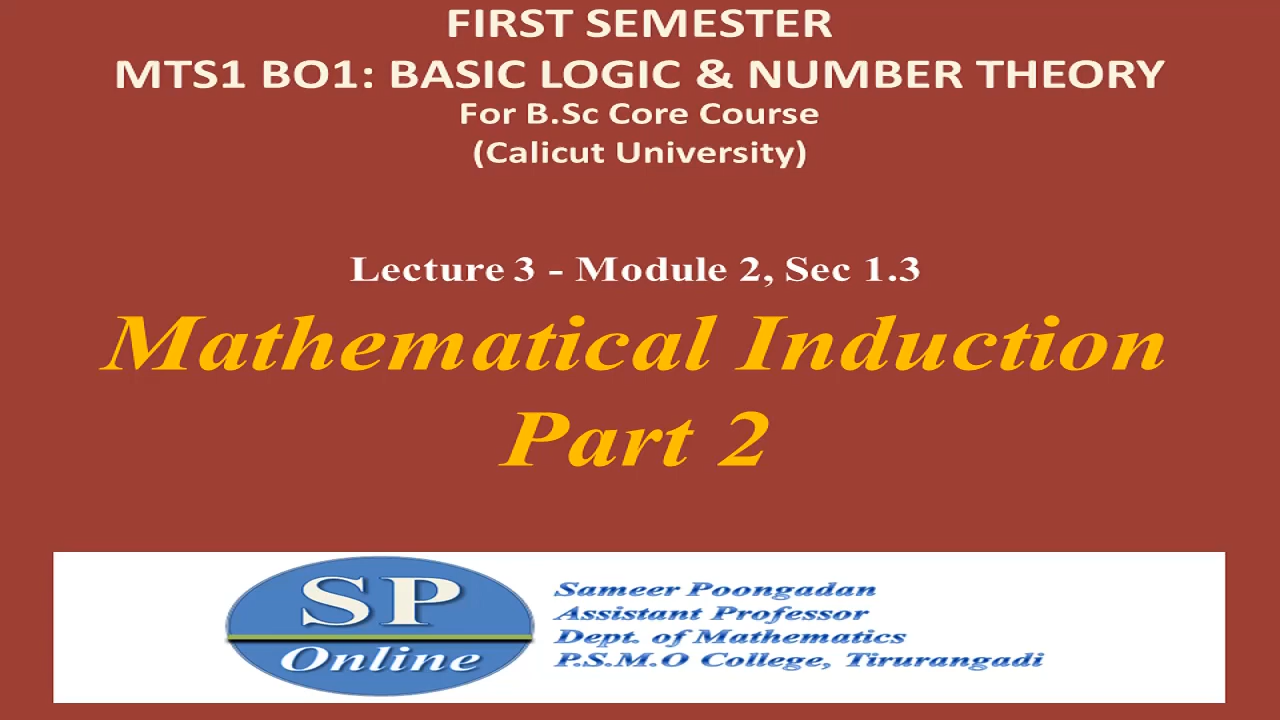 FIRST SEMESTER
MTS1 BO1: BASIC LOGIC & NUMBER THEORY
For B.Sc Core Course
(Calicut University)
Lecture 3 - Module 2, Sec 1.3
Mathematical Induction
Part 2
SP
Online
Sameer Poongadan
Assistant Professor
Dept. of Mathematics
P.S.M.O College, Tirurangadi